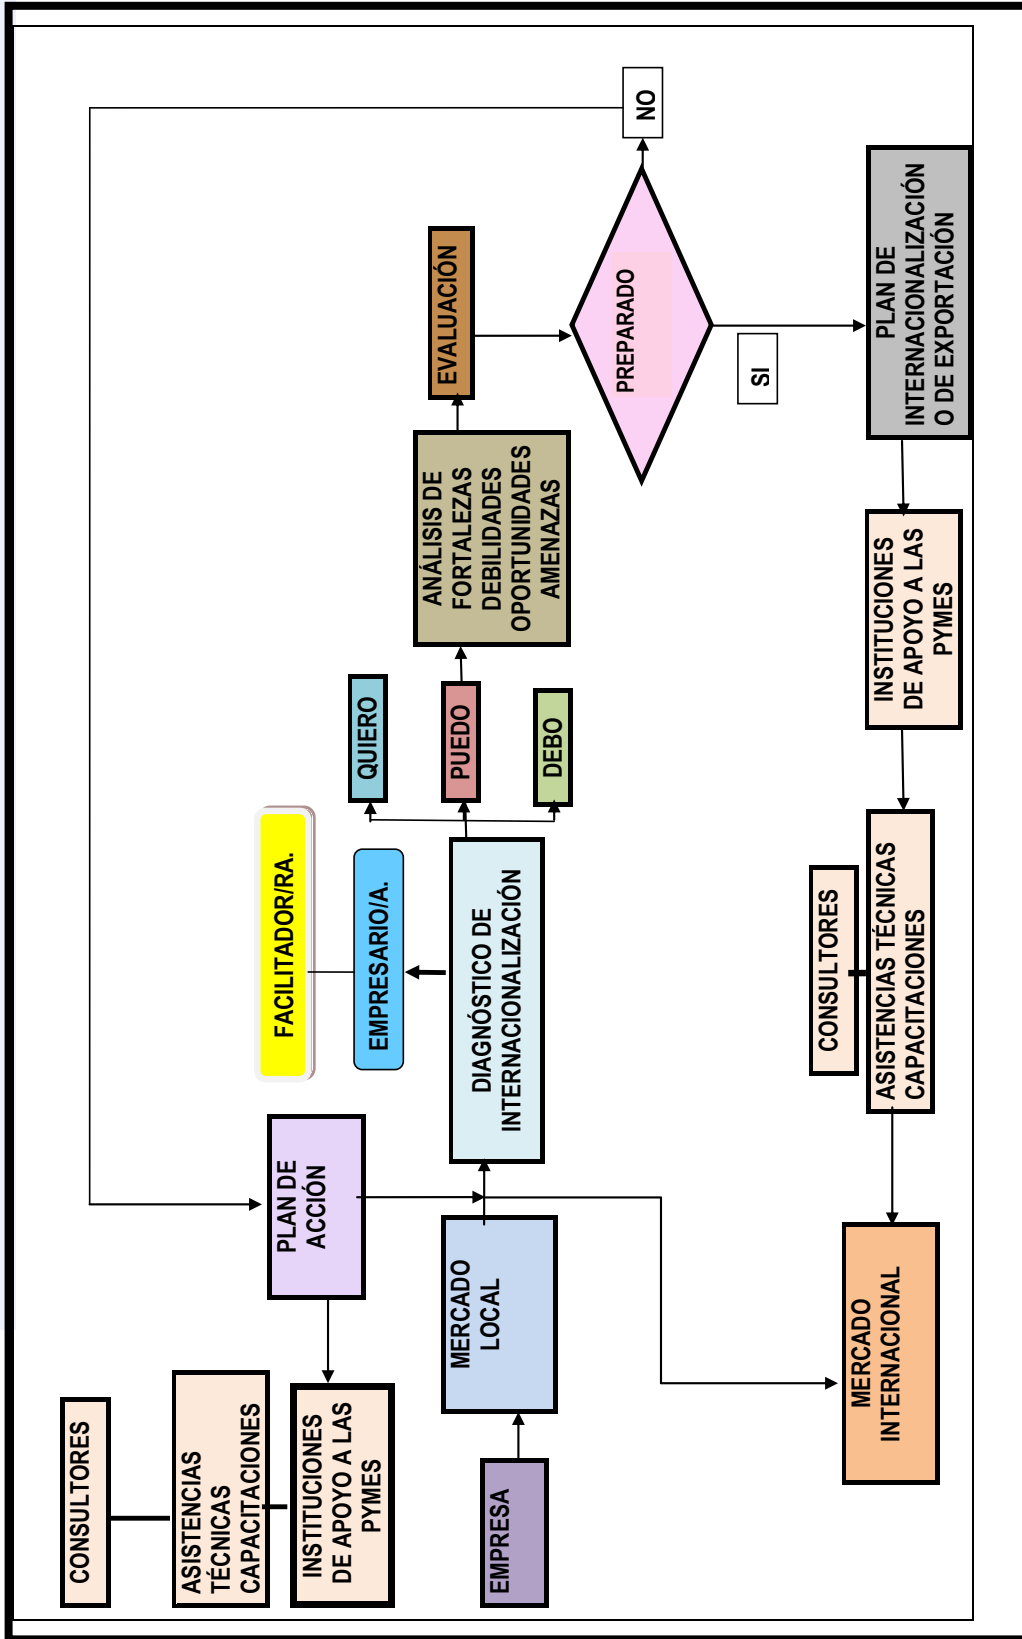 CONSULTORES
ASISTENCIAS
TÉCNICAS
CAPACITACIONES
INSTITUCIONES
DE APOYO A LAS
PYMES
PLAN DE
ACCIÓN
EMPRESA
MERCADO
LOCAL
FACILITADOR/RA.
EMPRESARIO/A.
DIAGNÓSTICO DE
INTERNACIONALIZACIÓN
QUIERO
PUEDO
DEBO
ANÁLISIS DE
FORTALEZAS
DEBILIDADES
OPORTUNIDADES
AMENAZAS
EVALUACIÓN
PREPARADO
NO
SI
PLAN DE
INTERNACIONALIZACIÓN
O DE EXPORTACIÓN
INSTITUCIONES
DE APOYO A LAS
PYMES
CONSULTORES
ASISTENCIAS TÉCNICAS
CAPACITACIONES
MERCADO
INTERNACIONAL